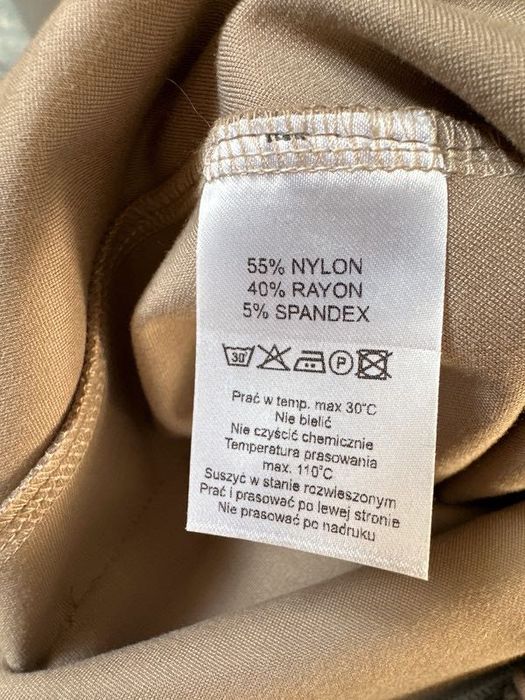 55% NYLON
40% RAYON
5% SPANDEX
30° P
Prać w temp. max 30°C
Nie bielić
Nie czyścić chemicznie
Temperatura prasowania
max. 110°C
Suszyć w stanie rozwieszonym
Prać i prasować po lewej stronie
Nie prasować po nadruku